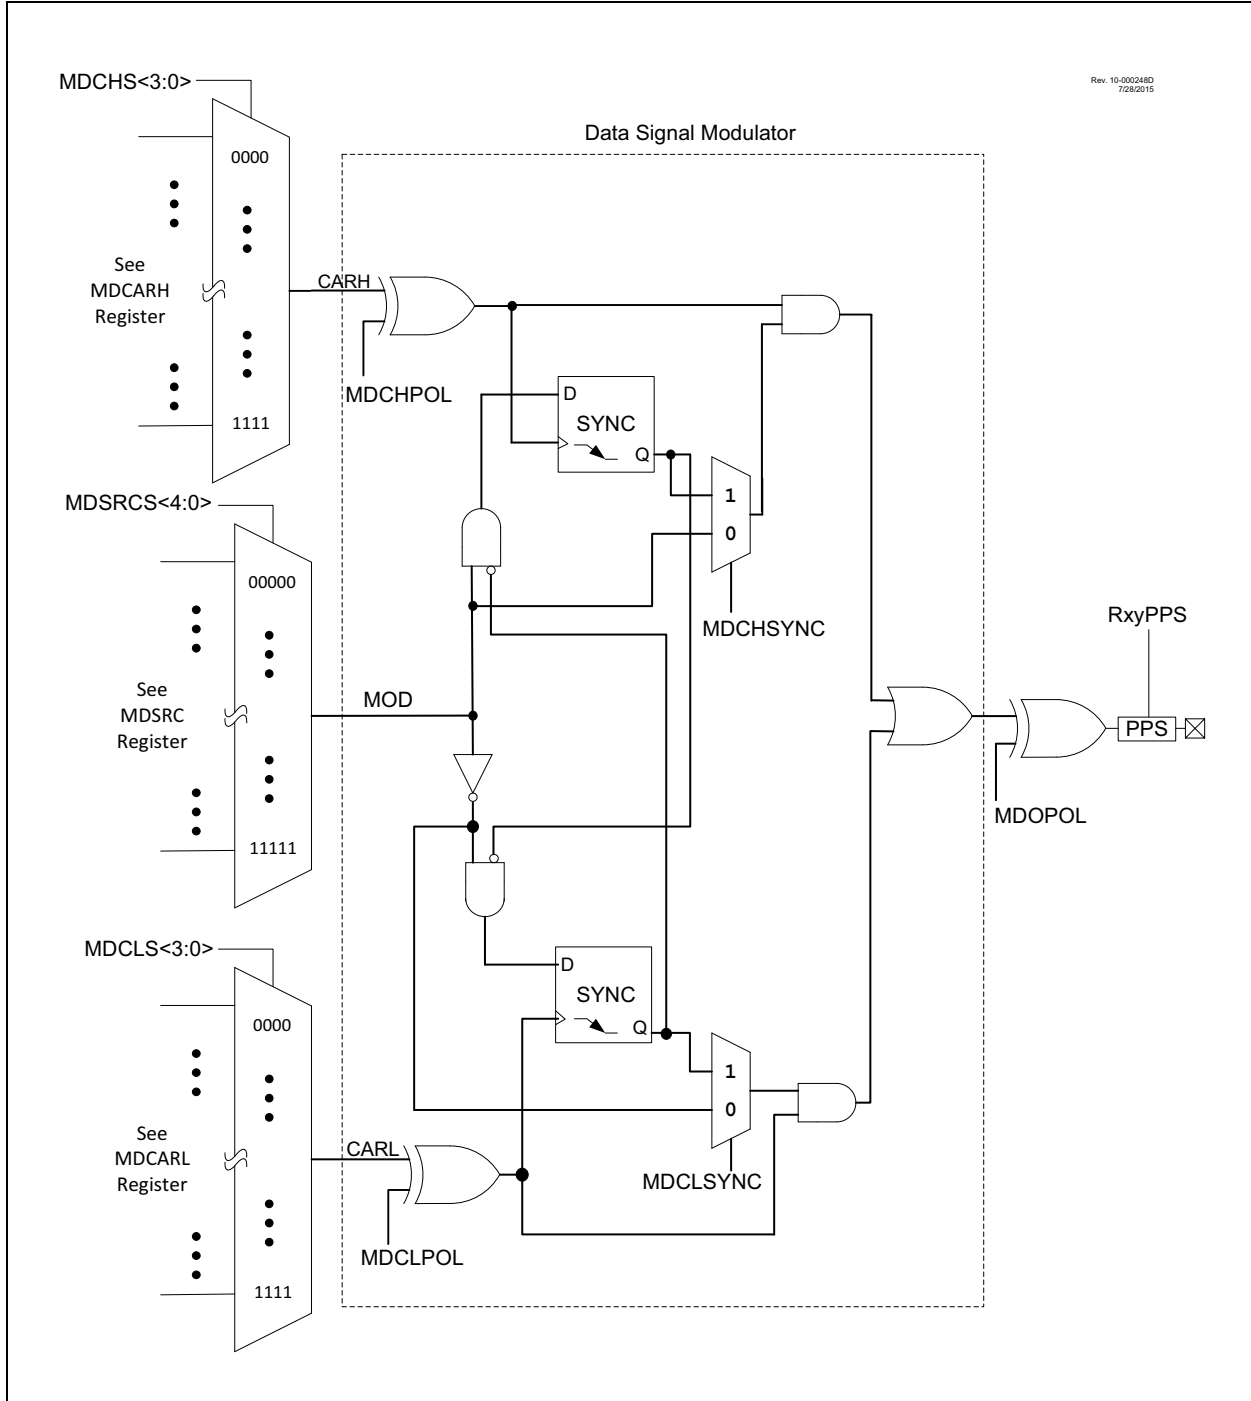 MDCHS<3:0>
Rev. 10-000248D
7/28/2015
Data Signal Modulator
0000
See
MDCARH
Register
CARH
1111
MDCHPOL
D
SYNC
Q
1
0
MDCHSYNC
MDSRCS<4:0>
00000
See
MDSRC
Register
MOD
11111
RxyPPS
PPS
MDOPOL
MDCLS<3:0>
0000
See
MDCARL
Register
CARL
1111
MDCLPOL
D
SYNC
Q
1
0
MDCLSYNC